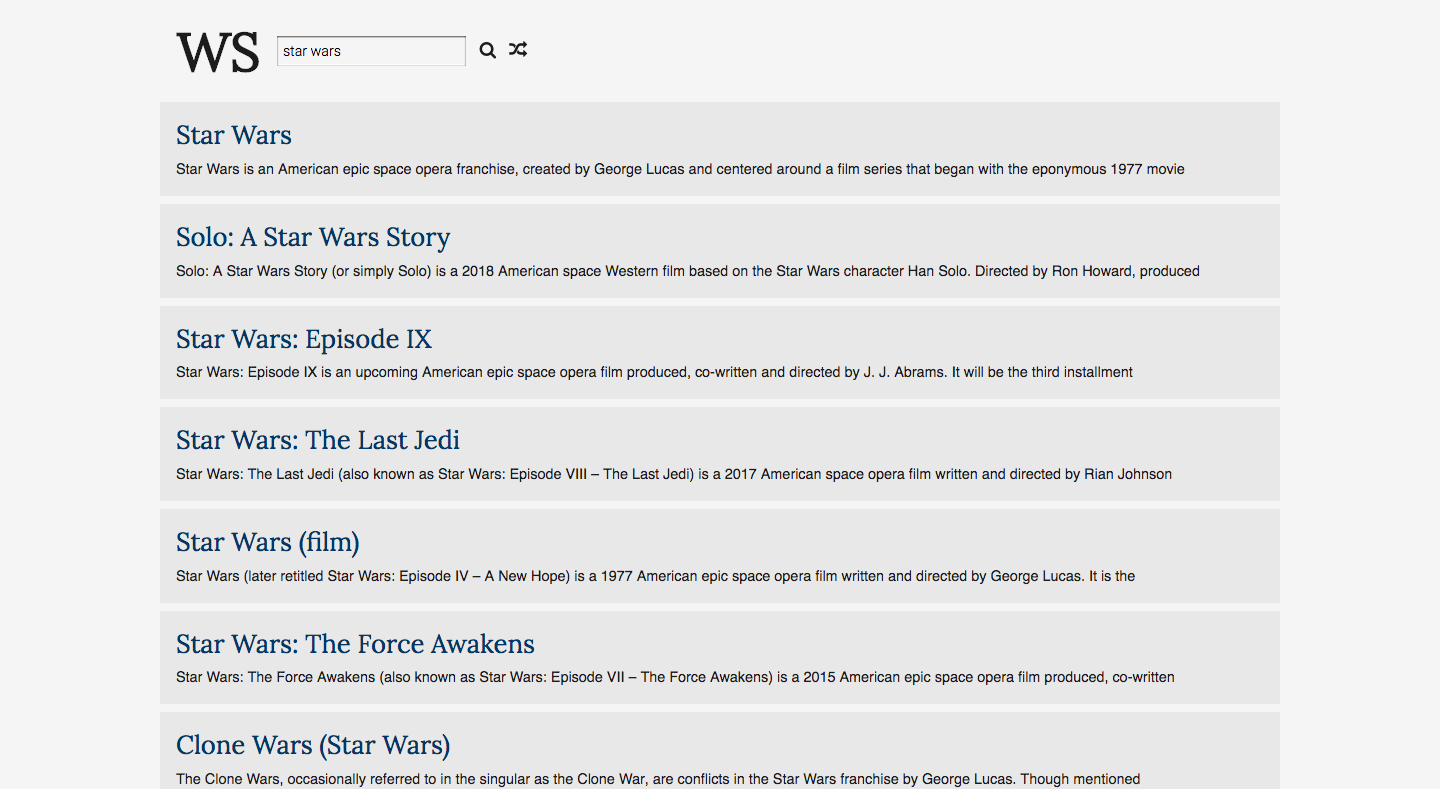 WS
star wars
Star Wars
Star Wars is an American epic space opera franchise, created by George Lucas and centered around a film series that began with the eponymous 1977 movie
Solo: A Star Wars Story
Solo: A Star Wars Story (or simply Solo) is a 2018 American space Western film based on the Star Wars character Han Solo. Directed by Ron Howard, produced
Star Wars: Episode IX
Star Wars: Episode IX is an upcoming American epic space opera film produced, co-written and directed by J. J. Abrams. It will be the third installment
Star Wars: The Last Jedi
Star Wars: The Last Jedi (also known as Star Wars: Episode VIII – The Last Jedi) is a 2017 American space opera film written and directed by Rian Johnson
Star Wars (film)
Star Wars (later retitled Star Wars: Episode IV – A New Hope) is a 1977 American epic space opera film written and directed by George Lucas. It is the
Star Wars: The Force Awakens
Star Wars: The Force Awakens (also known as Star Wars: Episode VII – The Force Awakens) is a 2015 American epic space opera film produced, co-written
Clone Wars (Star Wars)
The Clone Wars, occasionally referred to in the singular as the Clone War, are conflicts in the Star Wars franchise by George Lucas. Though mentioned